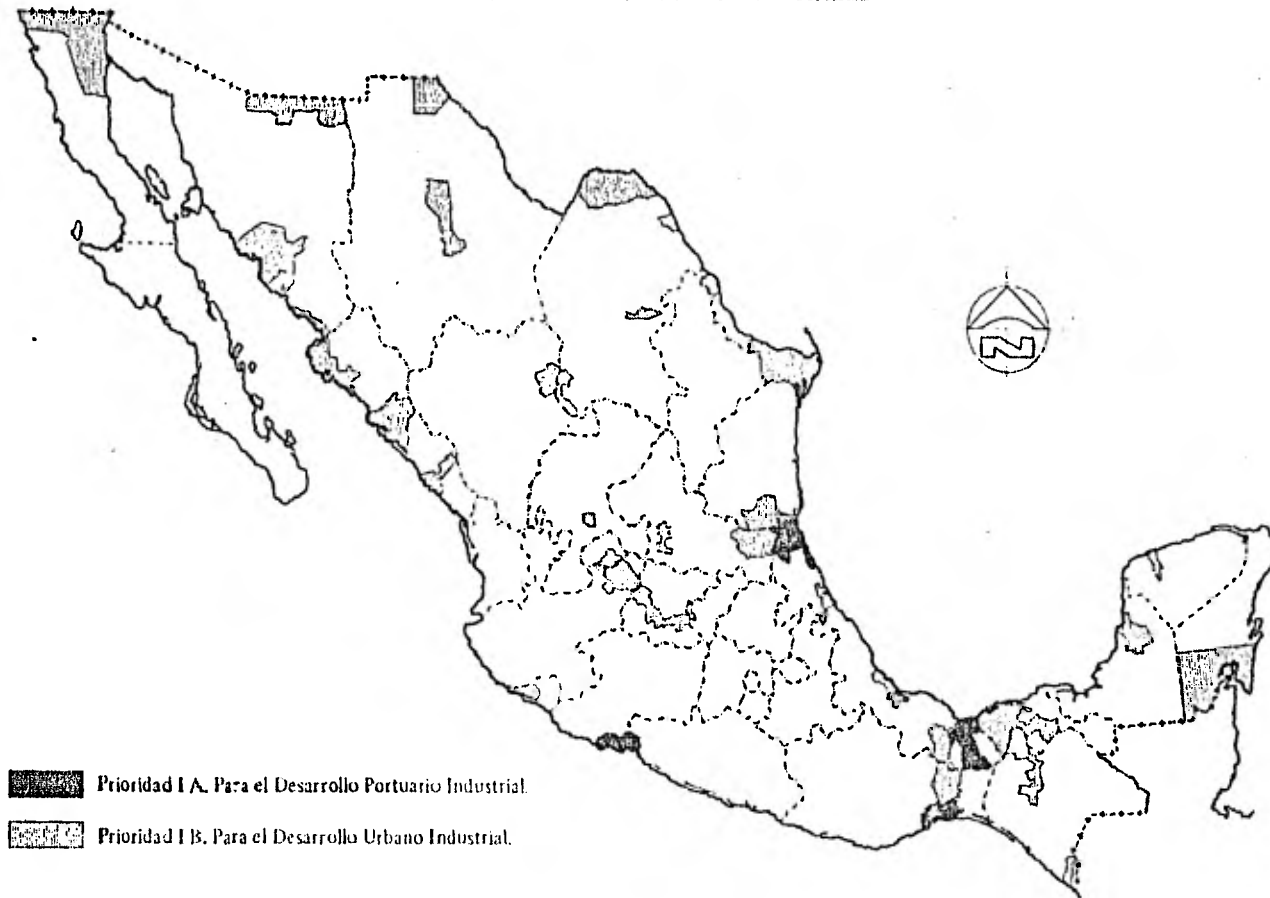 Prioridad I A. Para el Desarrollo Portuario Industrial.
Prioridad I B. Para el Desarrollo Urbano Industrial.